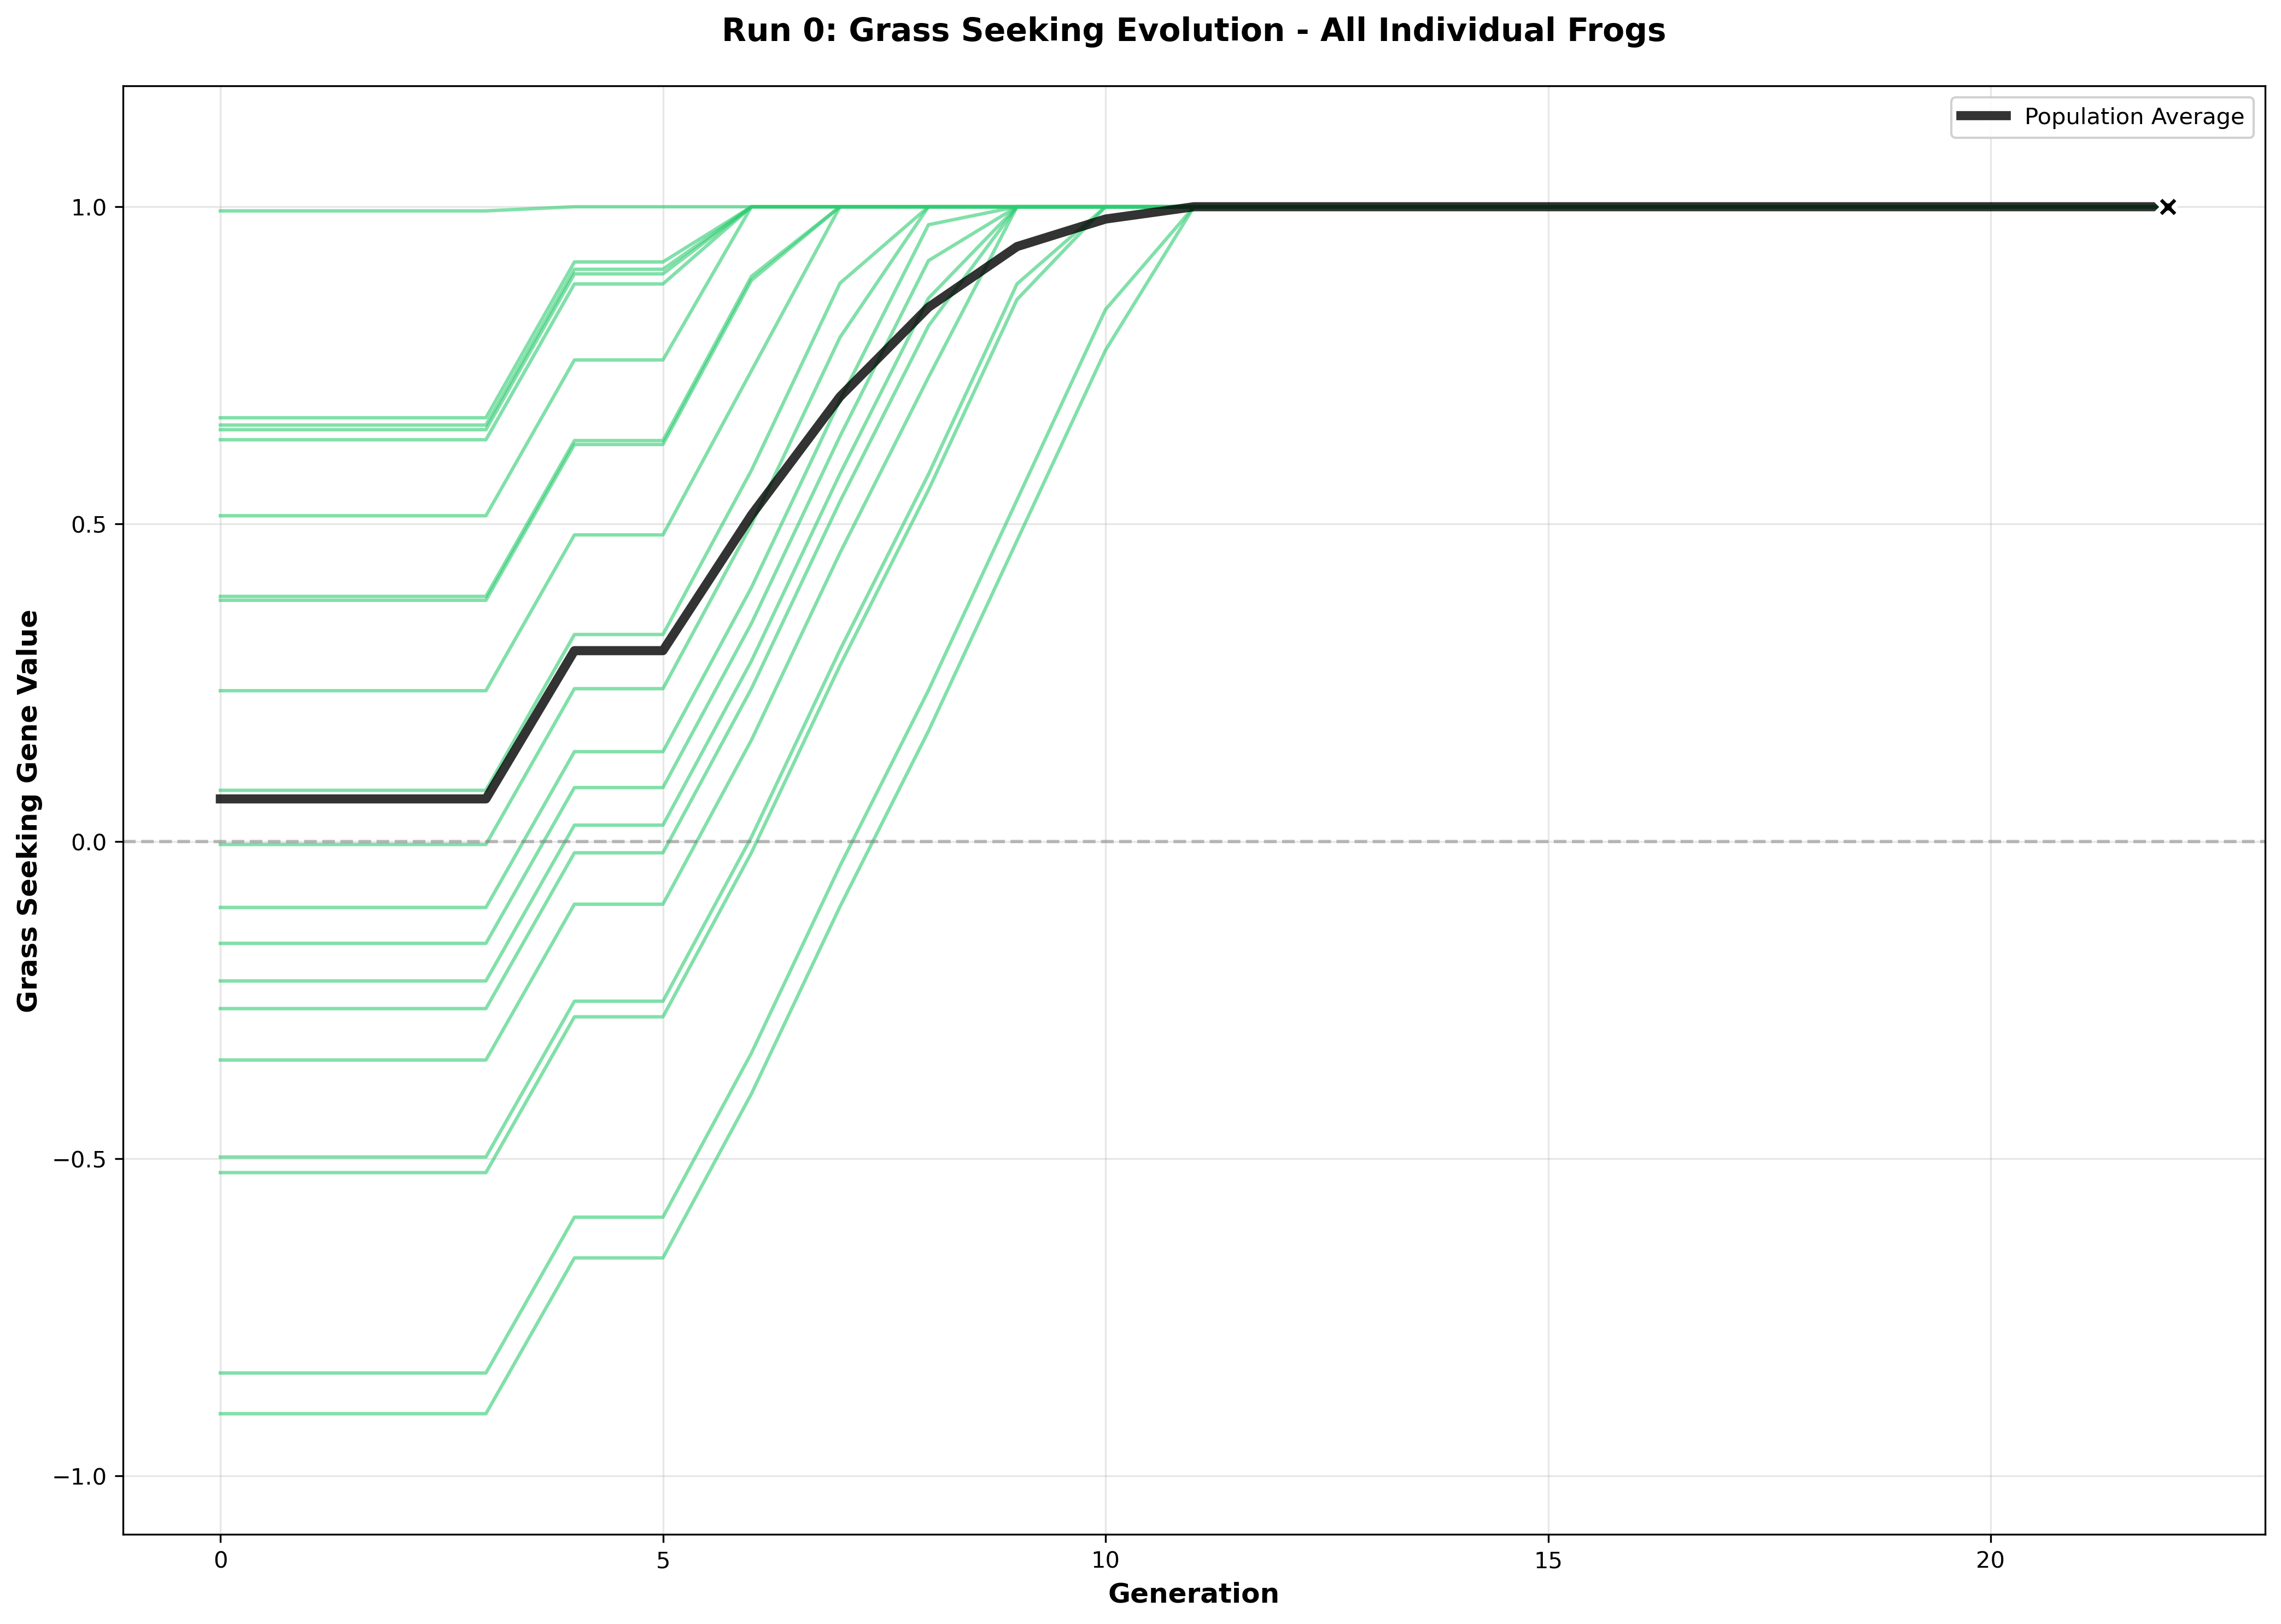 Run 0: Grass Seeking Evolution - All Individual Frogs
Population Average
1.0
0.5
0.0
−0.5
−1.0
Grass Seeking Gene Value
0 5 10 15 20
Generation